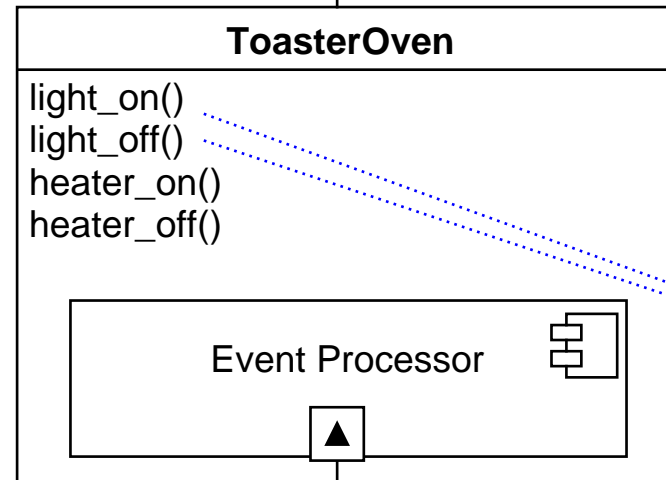 ToasterOven
light_on()
light_off()
heater_on()
heater_off()
Event Processor